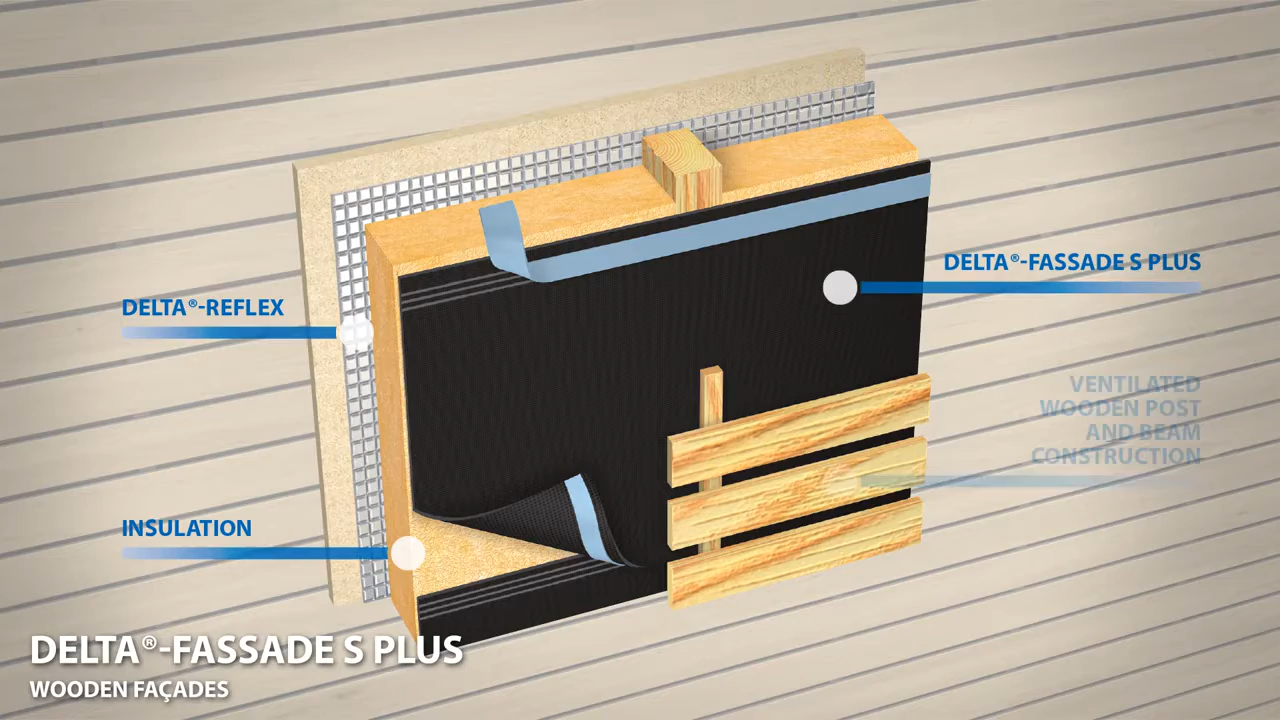 DELTA®-REFLEX
INSULATION
DELTA®-FASSADE S PLUS
VENTILATED
WOODEN POST
AND BEAM
CONSTRUCTION
DELTA®-FASSADE S PLUS
WOODEN FAÇADES